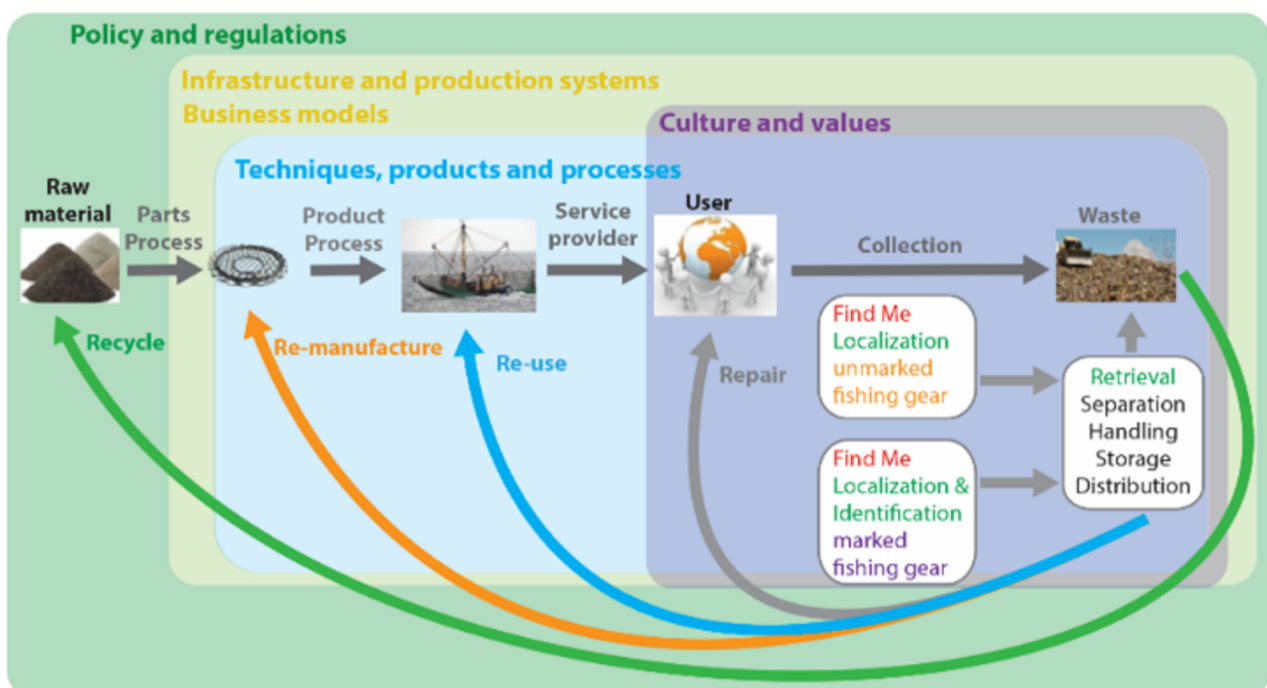 Policy and regulations
Infrastructure and production systems
Business models
Culture and values
Techniques, products and processes
Raw
material
Parts
Process
Product
Process
Service
provider
User
Collection
Waste
Recycle
Re-manufacture
Re-use
Repair
Find Me
Localization
unmarked
fishing gear
Find Me
Localization &
Identification
marked
fishing gear
Retrieval
Separation
Handling
Storage
Distribution